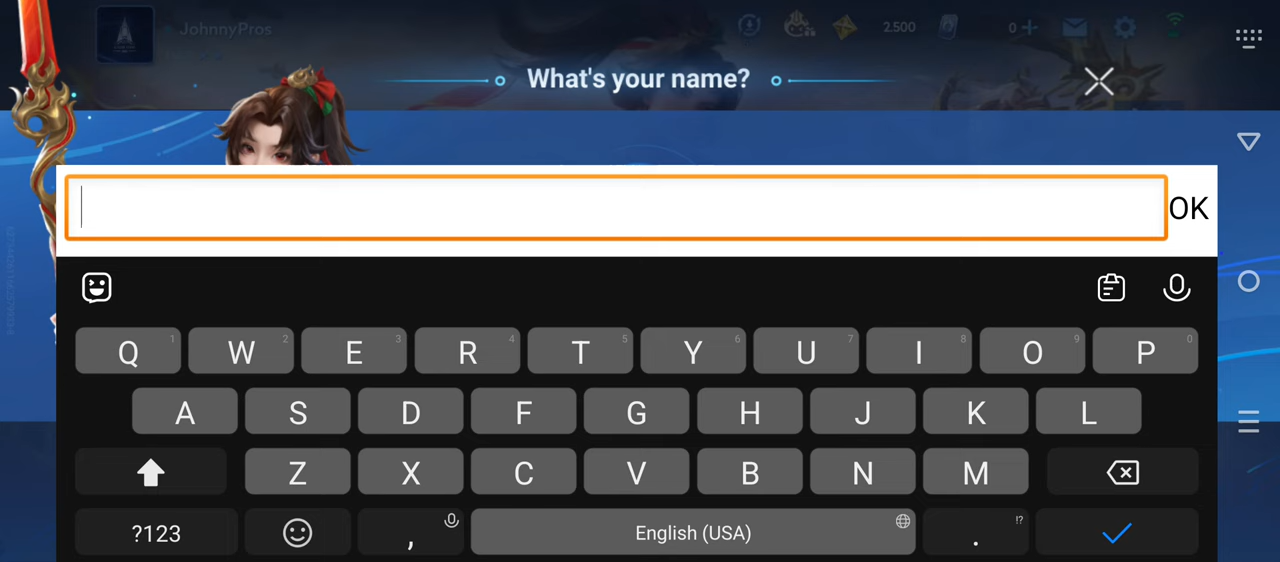 JohnnyPros
2.500
0
What's your name?
OK
Q 1 W 2 E 3 R 4 T 5 Y 6 U 7 I 8 O 9 P 0
A S D F G H J K L
Z X C V B N M
?123 , English (USA) . !?